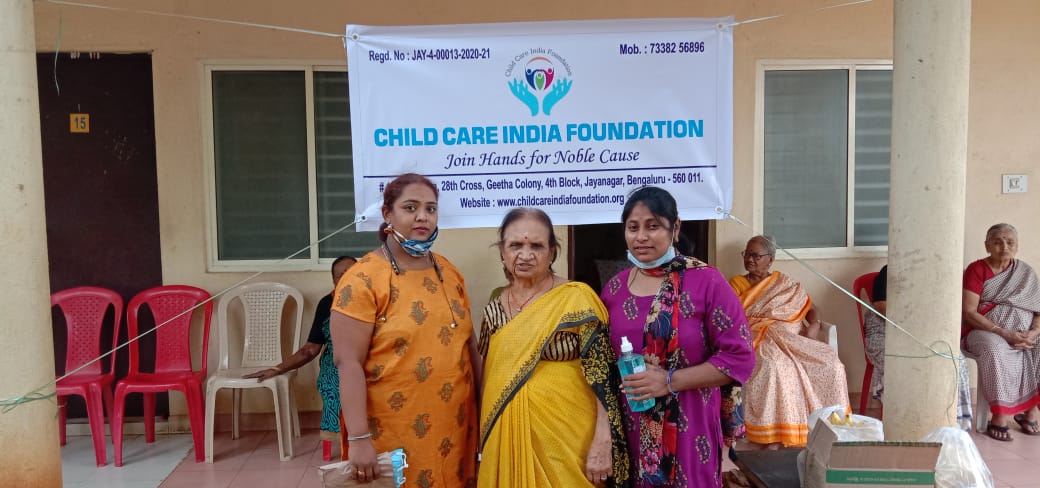 Regd. No : JAY-4-00013-2020-21
Mob. : 73382 56896
Child Care India Foundation
CHILD CARE INDIA FOUNDATION
Join Hands for Noble Cause
28th Cross, Geetha Colony, 4th Block, Jayanagar, Bengaluru - 560 011.
Website : www.childcareindiafoundation.org
15